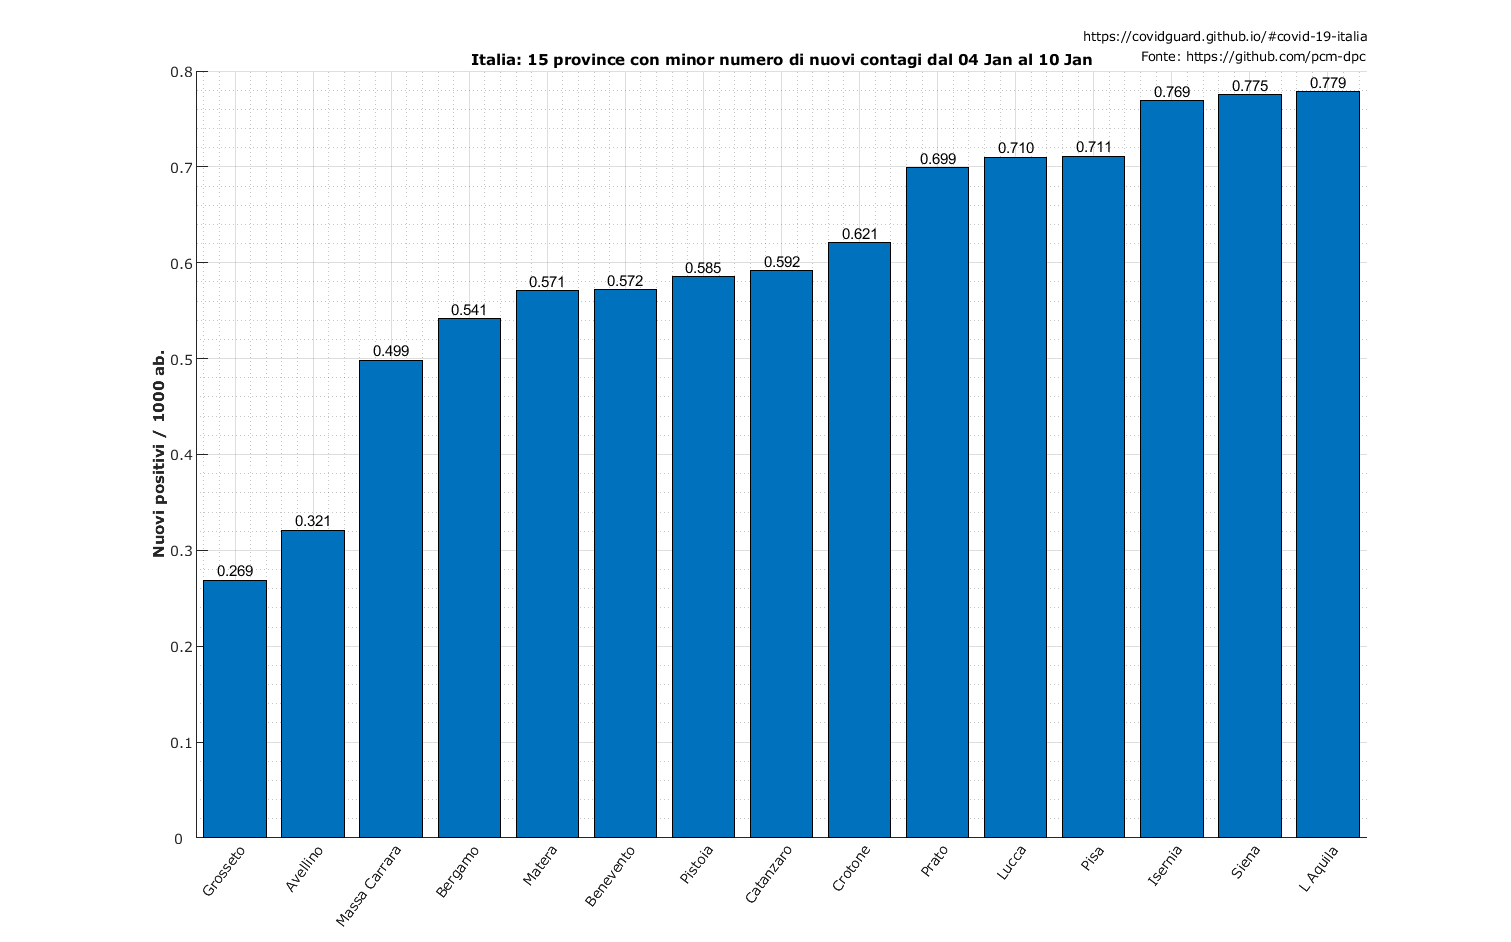 https://covidguard.github.io/#covid-19-italia
Italia: 15 province con minor numero di nuovi contagi dal 04 Jan al 10 Jan
Fonte: https://github.com/pcm-dpc
Nuovi positivi / 1000 ab.
0.8
0.7
0.6
0.5
0.4
0.3
0.2
0.1
0
0.269
0.321
0.499
0.541
0.571
0.572
0.585
0.592
0.621
0.699
0.710
0.711
0.769
0.775
0.779
Grosseto
Avellino
Massa Carrara
Bergamo
Matera
Benevento
Pistoia
Catanzaro
Crotone
Prato
Lucca
Pisa
Isernia
Siena
L Aquila